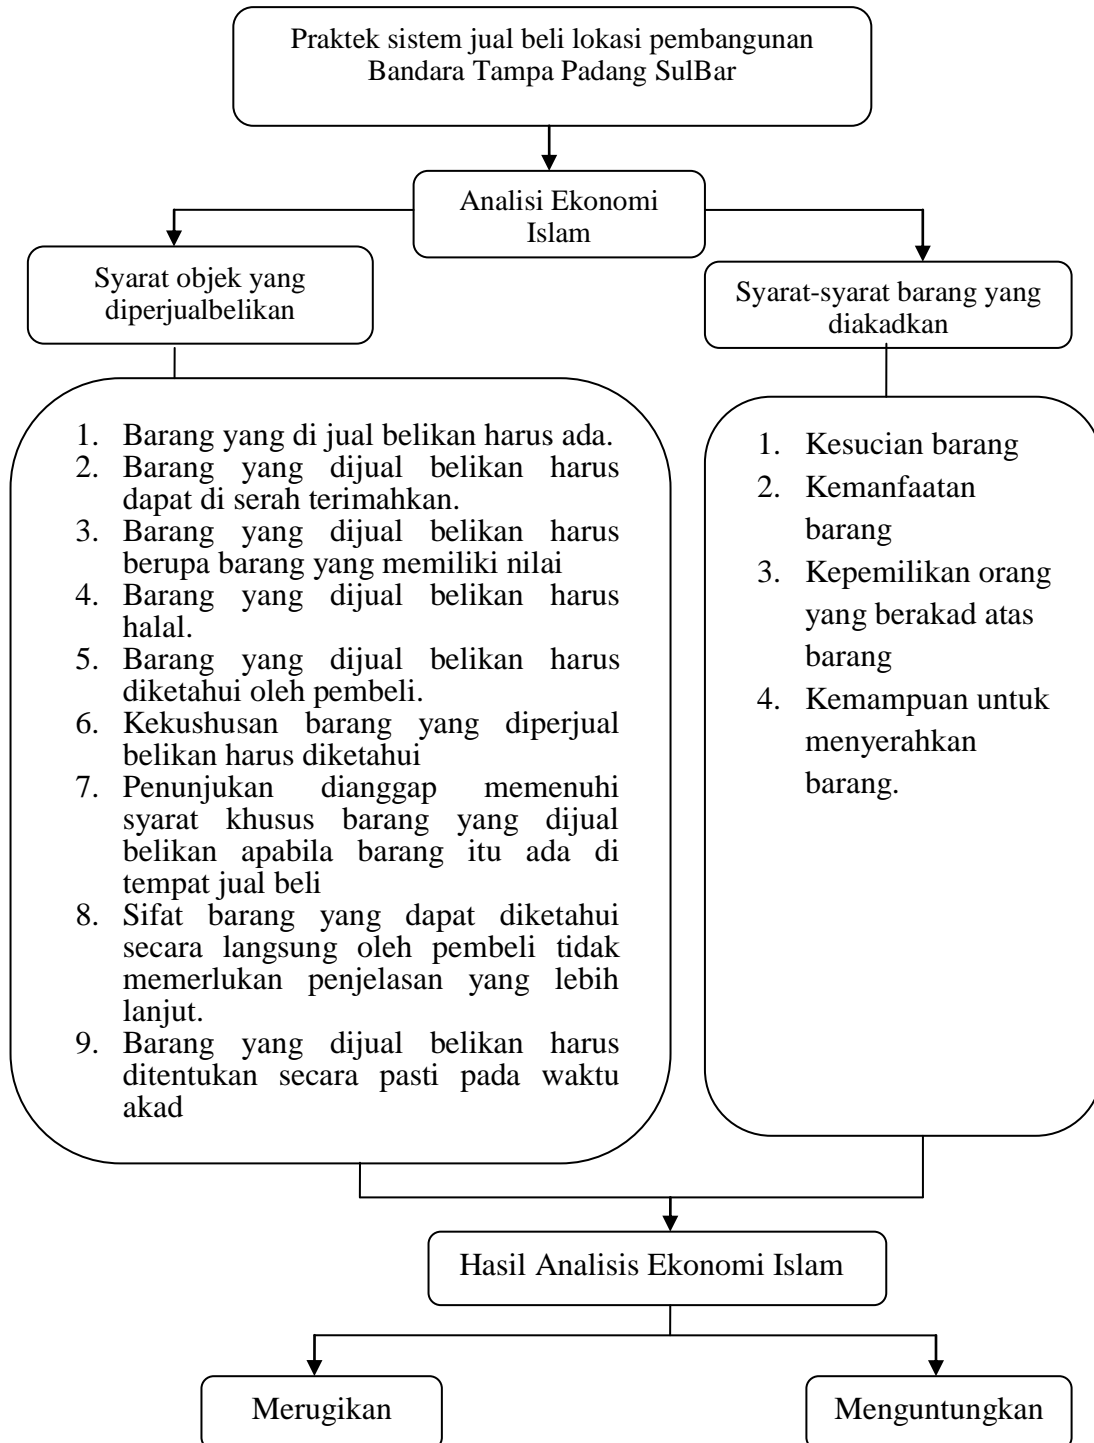 Praktek sistem jual beli lokasi pembangunan
Bandara Tampa Padang SulBar
Analisi Ekonomi
Islam
Syarat objek yang
diperjualbelikan
Syarat-syarat barang yang
diakadkan
1. Barang yang di jual belikan harus ada.
2. Barang yang dijual belikan harus
dapat di serah terimahkan.
3. Barang yang dijual belikan harus
berupa barang yang memiliki nilai
4. Barang yang dijual belikan harus
halal.
5. Barang yang dijual belikan harus
diketahui oleh pembeli.
6. Kekushusan barang yang diperjual
belikan harus diketahui
7. Penunjukan dianggap memenuhi
syarat khusus barang yang dijual
belikan apabila barang itu ada di
tempat jual beli
8. Sifat barang yang dapat diketahui
secara langsung oleh pembeli tidak
memerlukan penjelasan yang lebih
lanjut.
9. Barang yang dijual belikan harus
ditentukan secara pasti pada waktu
akad
1. Kesucian barang
2. Kemanfaatan
barang
3. Kepemilikan orang
yang berakad atas
barang
4. Kemampuan untuk
menyerahkan
barang.
Hasil Analisis Ekonomi Islam
Merugikan
Menguntungkan